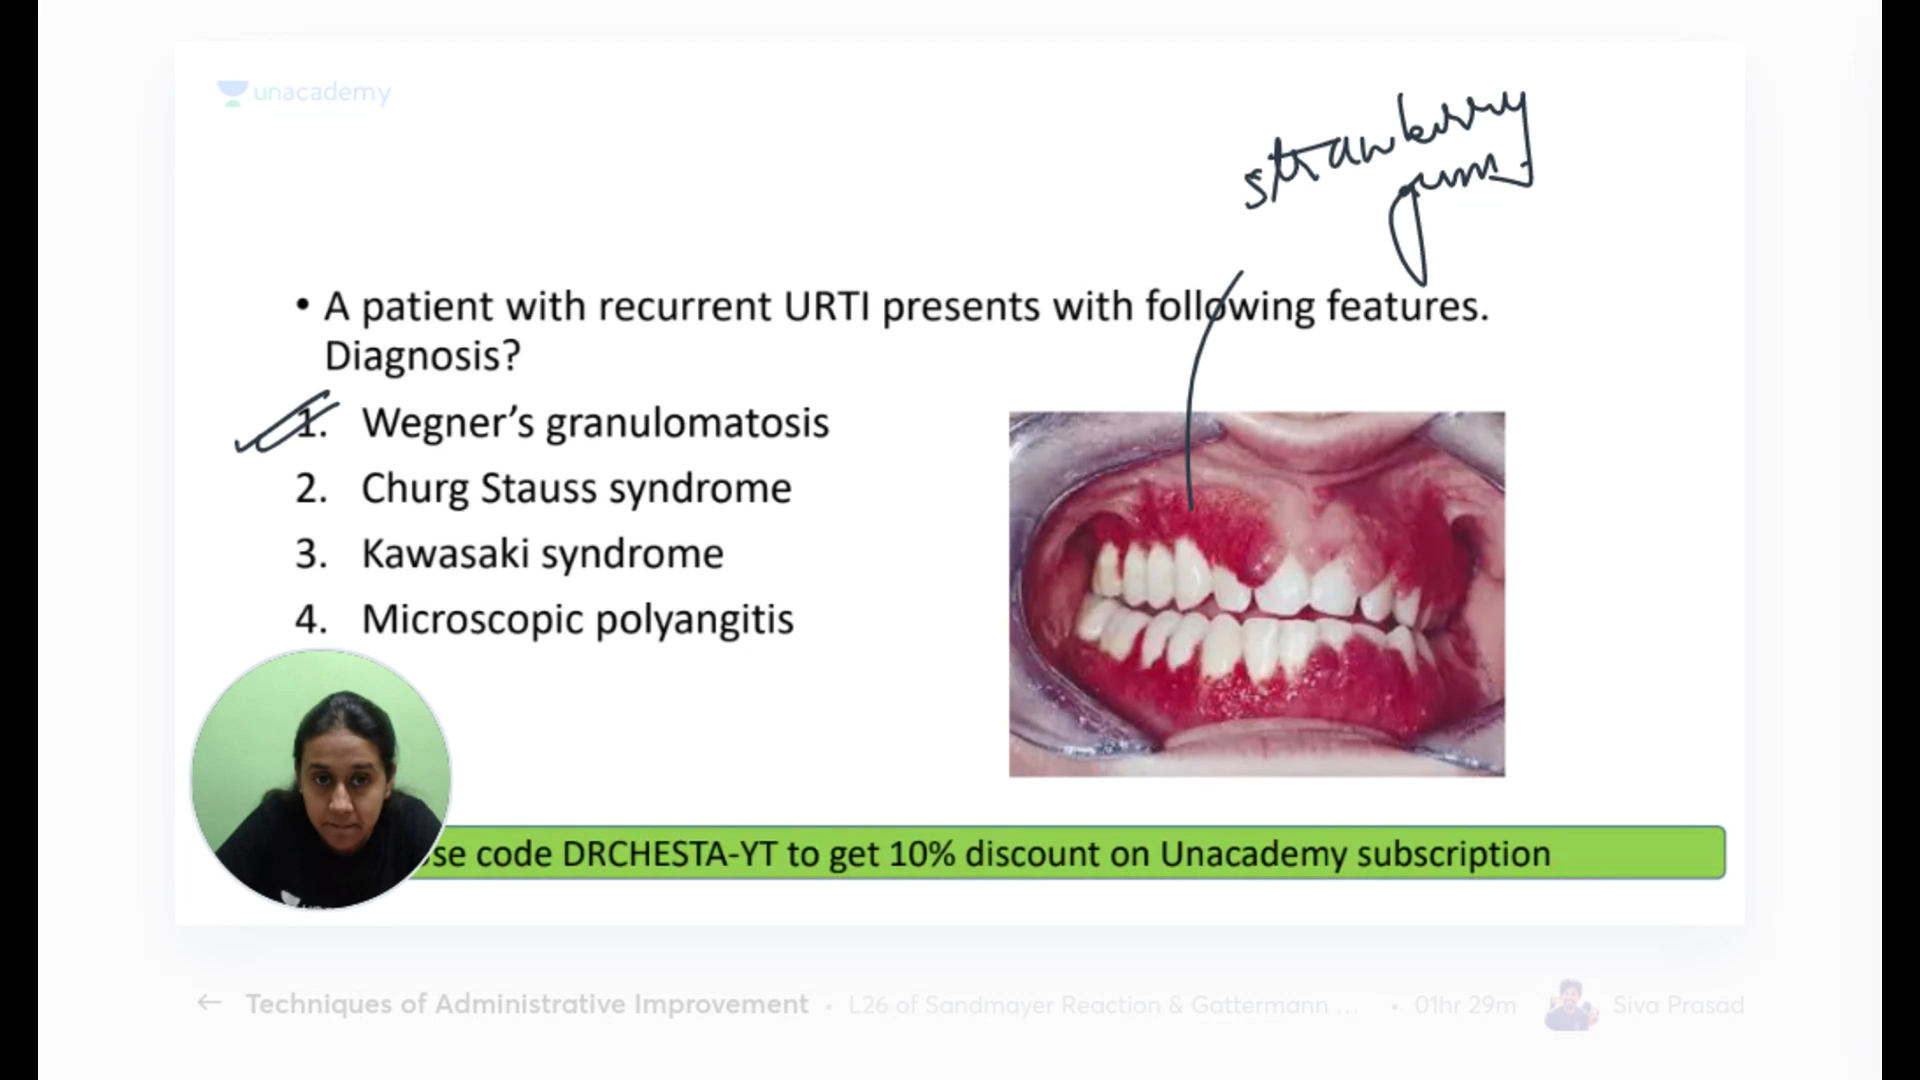 unacademy
strawberry
gums
• A patient with recurrent URTI presents with following features.
Diagnosis?
1. Wegner's granulomatosis
2. Churg Stauss syndrome
3. Kawasaki syndrome
4. Microscopic polyangitis
se code DRCHESTA-YT to get 10% discount on Unacademy subscription
← Techniques of Administrative Improvement • L26 of Sandmayer Reaction & Gattermann ... • 01hr 29m Siva Prasad